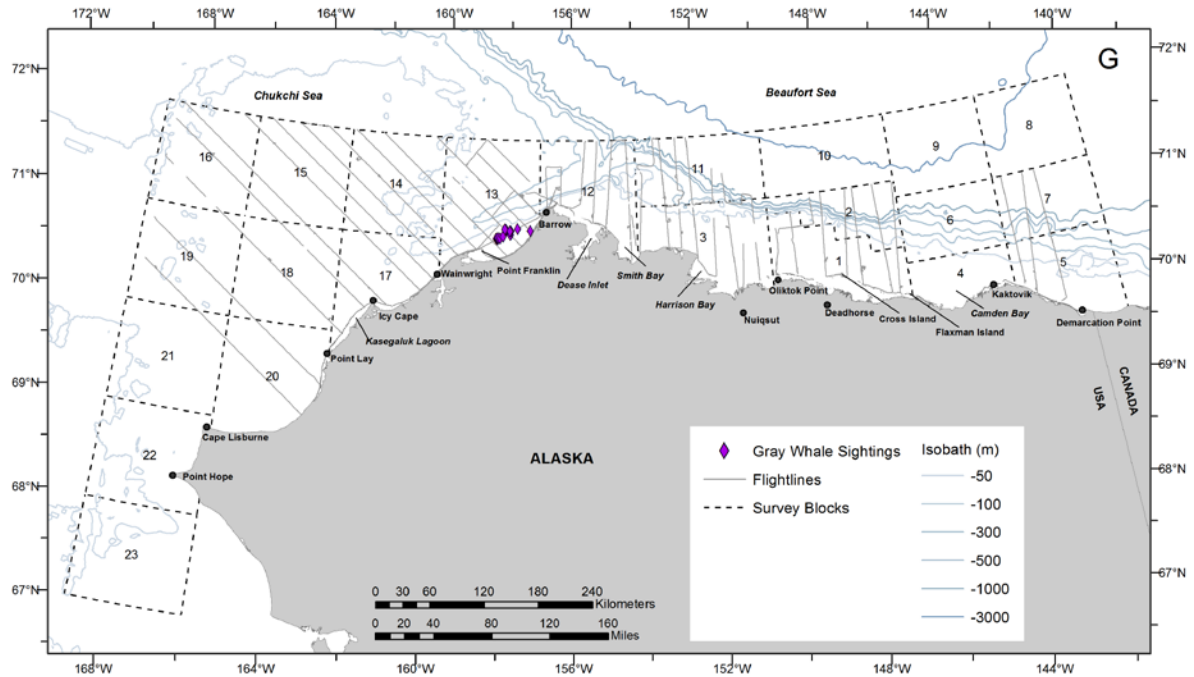 172°W 168°W 164°W 160°W 156°W 152°W 148°W 144°W 140°W
G
72°N 72°N
Chukchi Sea Beaufort Sea
8
9
10
11
71°N 71°N
16 15 14 13 12
7
2
6
Barrow
3
19 18 17
1 4 5
70°N 70°N
Wainwright Point Franklin
Dease Inlet
Smith Bay
Harrison Bay
Oliktok Point
Kaktovik
Icy Cape
Nuiqsut
Deadhorse
Cross Island
Flaxman Island
Camden Bay
Demarcation Point
Kasegaluk Lagoon
21
Point Lay
69°N 69°N
20
USA
CANADA
Cape Lisburne
22
Point Hope
ALASKA
68°N 68°N
23
67°N 67°N
Gray Whale Sightings
Flightlines
Survey Blocks
Isobath (m)
-50
-100
-300
-500
-1000
-3000
0 30 60 120 180 240
Kilometers
0 20 40 80 120 160
Miles
168°W 164°W 160°W 156°W 152°W 148°W 144°W